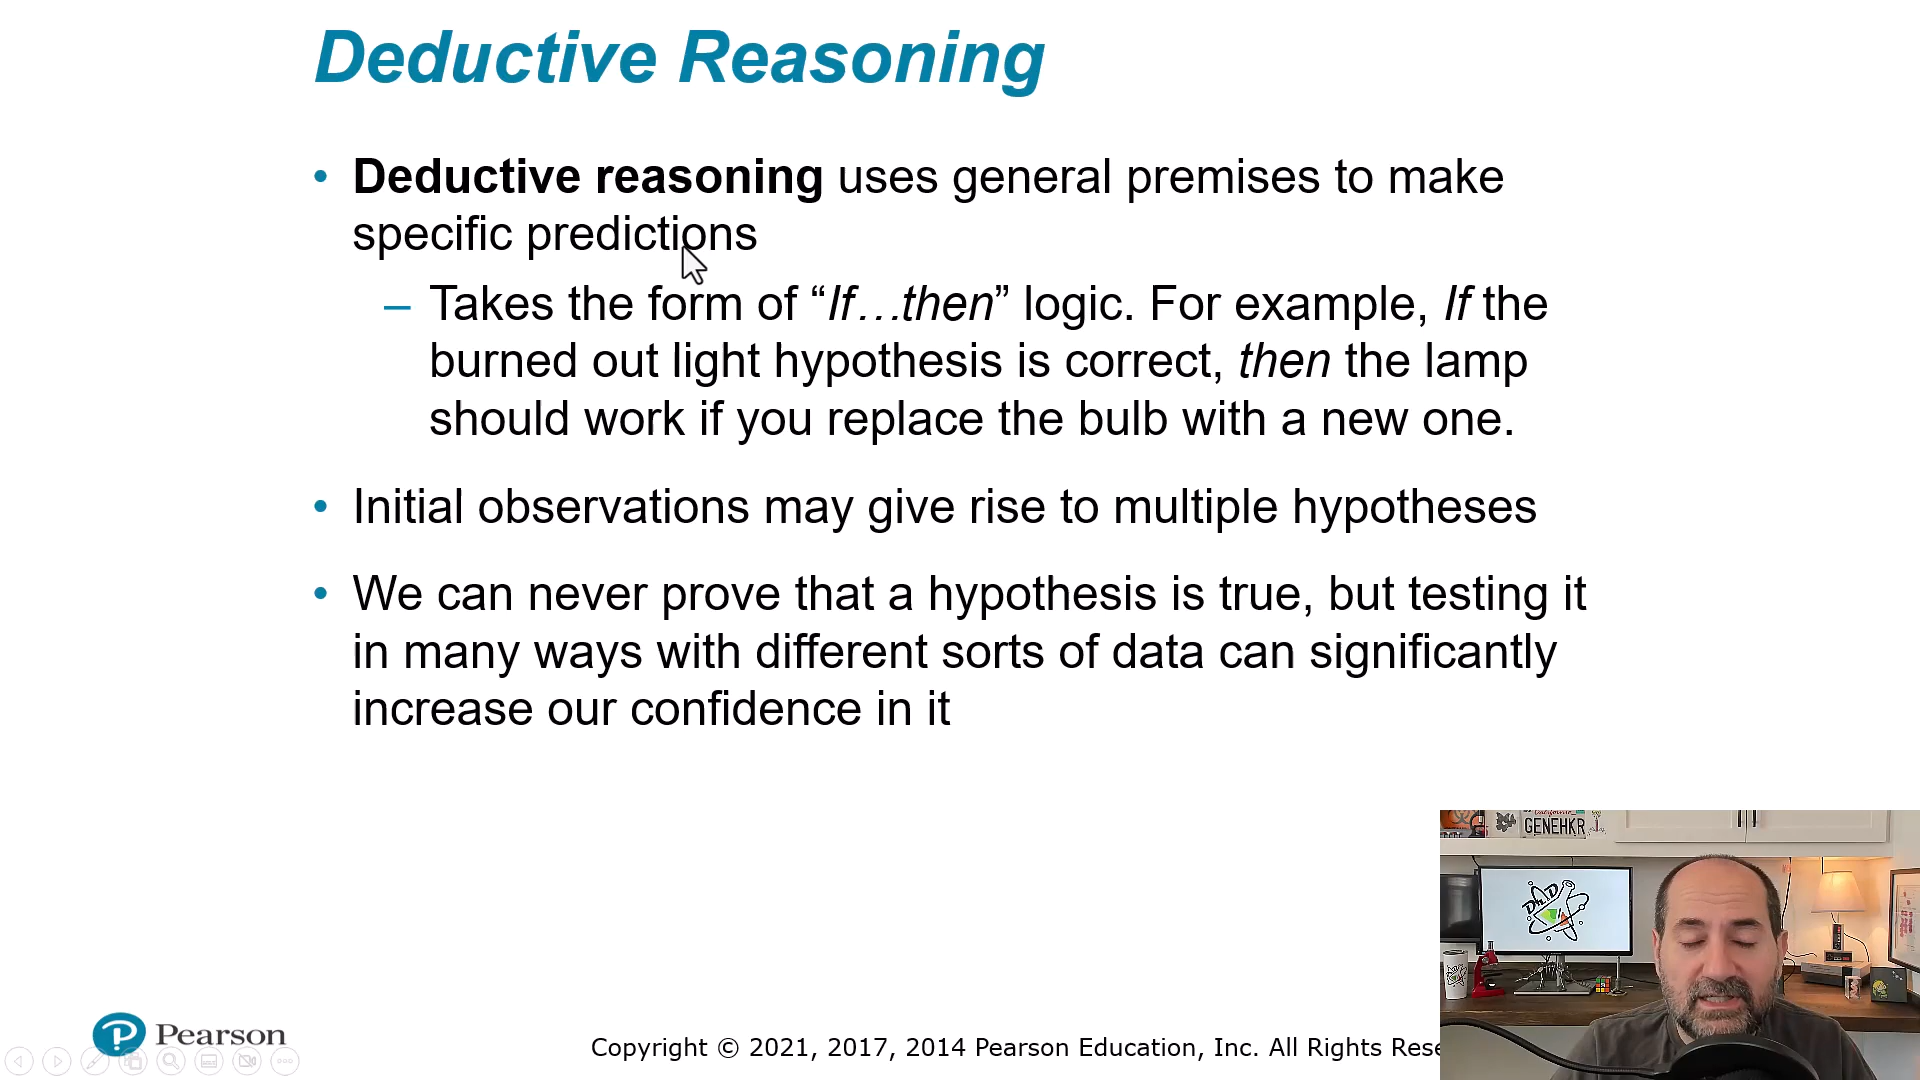 Deductive Reasoning
• Deductive reasoning uses general premises to make
specific predictions
– Takes the form of “If…then” logic. For example, If the
burned out light hypothesis is correct, then the lamp
should work if you replace the bulb with a new one.
• Initial observations may give rise to multiple hypotheses
• We can never prove that a hypothesis is true, but testing it
in many ways with different sorts of data can significantly
increase our confidence in it
California
GENEHKR
Pearson
Copyright © 2021, 2017, 2014 Pearson Education, Inc. All Rights Rese